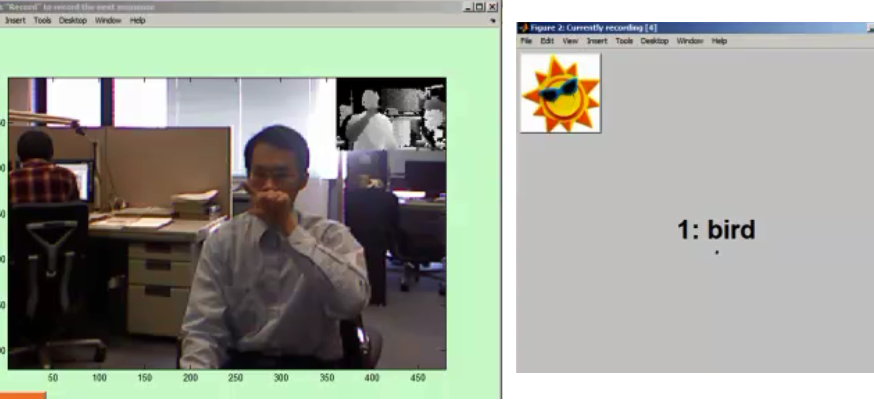 "Record" to record the next sequence
Insert Tools Desktop Window Help
50 100 150 200 250 300 350 400 450
Figure 2: Currently recording [4]
File Edit View Insert Tools Desktop Window Help
1: bird